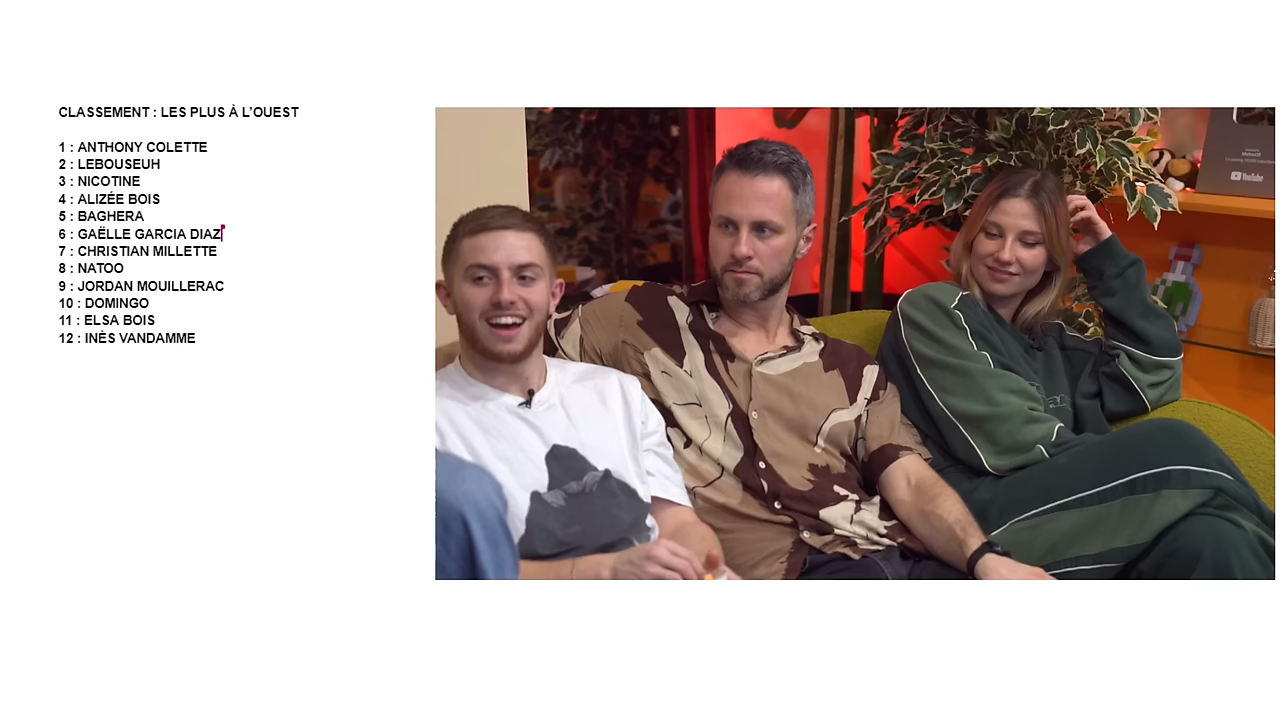 CLASSEMENT : LES PLUS À L'OUEST
1 : ANTHONY COLETTE
2 : LEBOUSEUH
3 : NICOTINE
4 : ALIZÉE BOIS
5 : BAGHERA
6 : GAËLLE GARCIA DIAZ
7 : CHRISTIAN MILLETTE
8 : NATOO
9 : JORDAN MOUILLERAC
10 : DOMINGO
11 : ELSA BOIS
12 : INÈS VANDAMME
YouTube